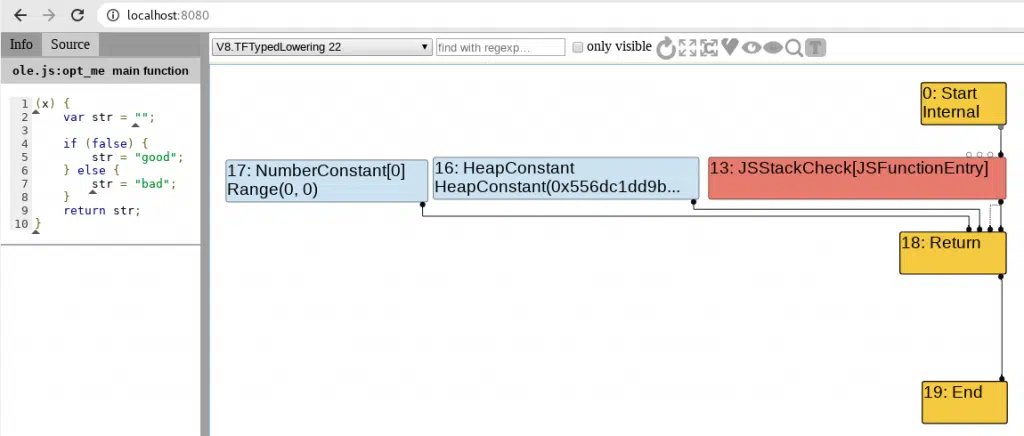 localhost:8080
Info Source
ole.js:opt_me main function
1 (x) {
2 var str = "";
3
4 if (false) {
5 str = "good";
6 } else {
7 str = "bad";
8 }
9 return str;
10 }
V8.TFTypedLowering 22
find with regexp…
only visible
T
0: Start
Internal
17: NumberConstant[0]
Range(0, 0)
16: HeapConstant
HeapConstant(0x556dc1dd9b...
13: JSStackCheck[JSFunctionEntry]
18: Return
19: End